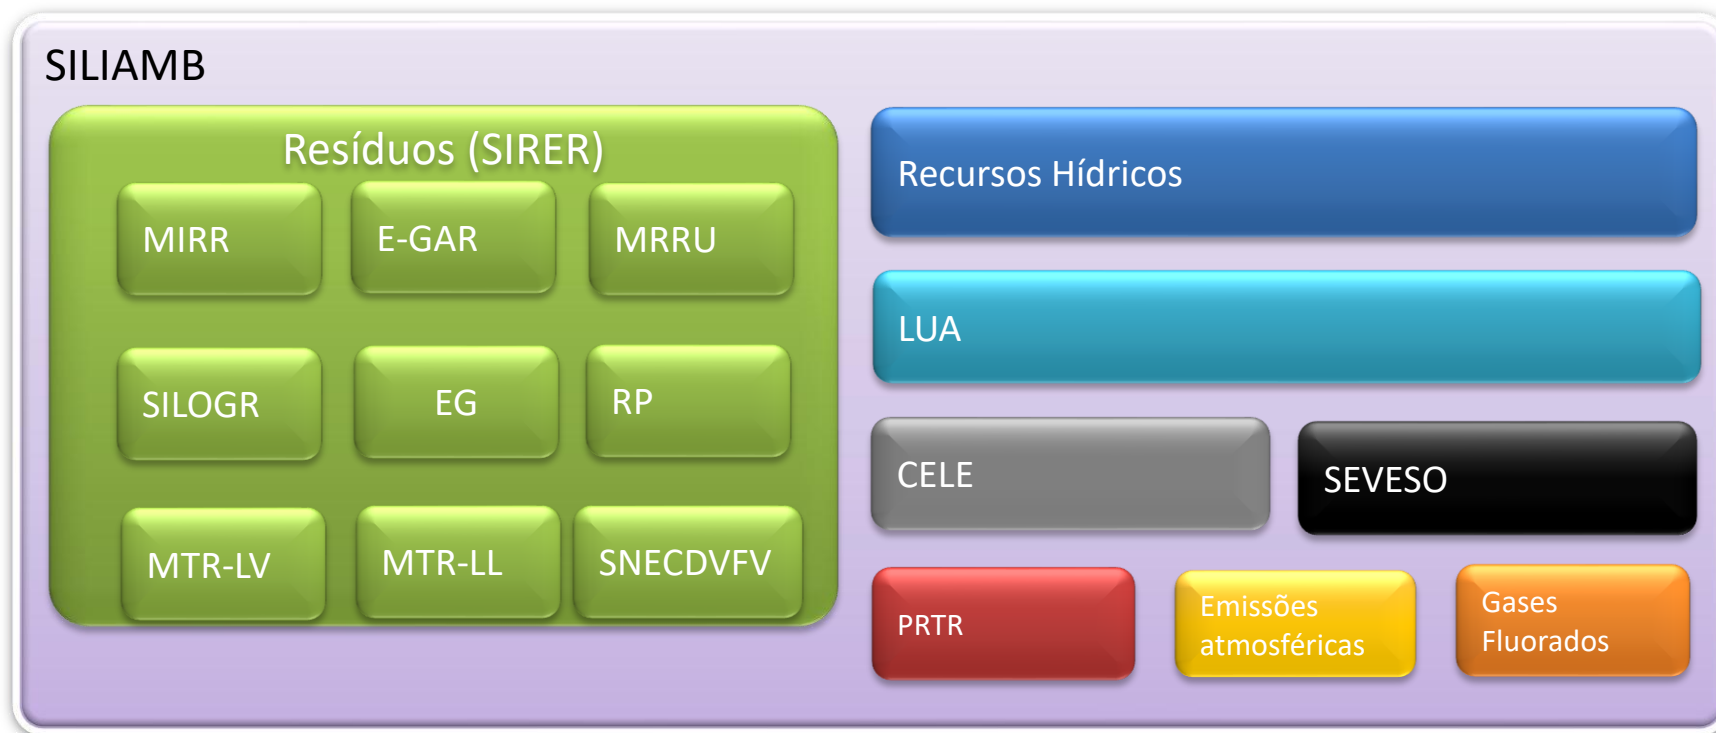 SILIAMB
Resíduos (SIRER)
MIRR
E-GAR
MRRU
SILOGR
EG
RP
MTR-LV
MTR-LL
SNECDVFV
Recursos Hídricos
LUA
CELE
SEVESO
PRTR
Emissões
atmosféricas
Gases
Fluorados